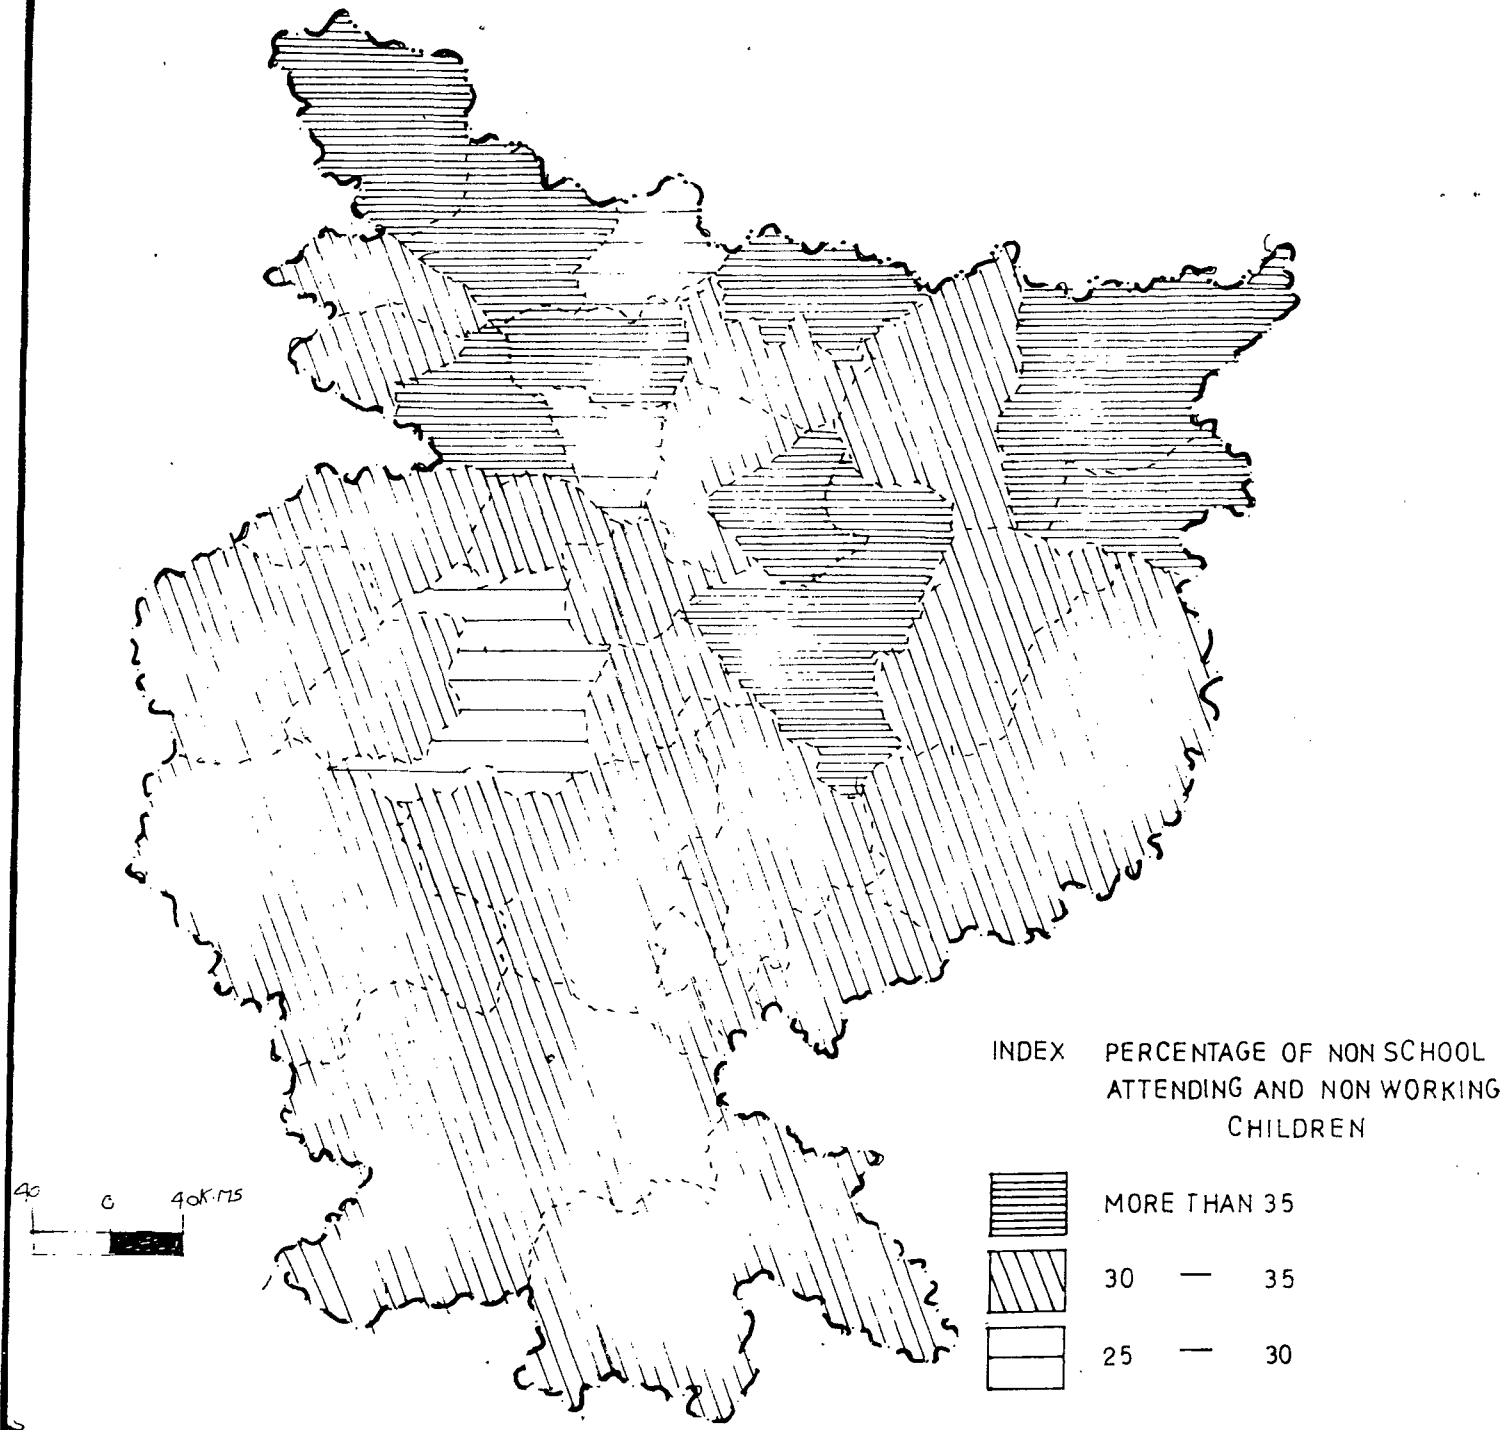 INDEX PERCENTAGE OF NON SCHOOL
ATTENDING AND NON WORKING
CHILDREN
MORE THAN 35
30 — 35
25 — 30
40 0 40K.MS